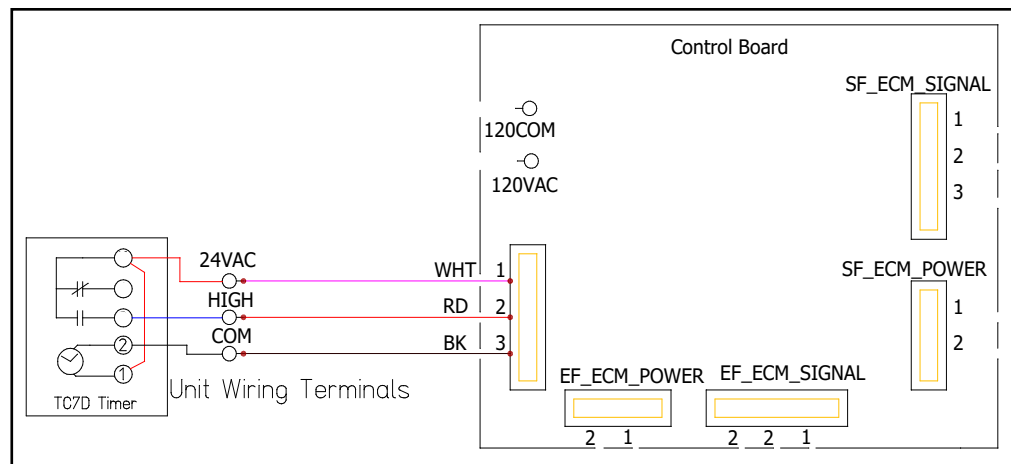 Control Board
SF_ECM_SIGNAL
1
2
3
120COM
120VAC
24VAC
WHT 1
HIGH
RD 2
COM
BK 3
2
1
TC7D Timer
Unit Wiring Terminals
SF_ECM_POWER
1
2
EF_ECM_POWER
2 1
EF_ECM_SIGNAL
2 2 1